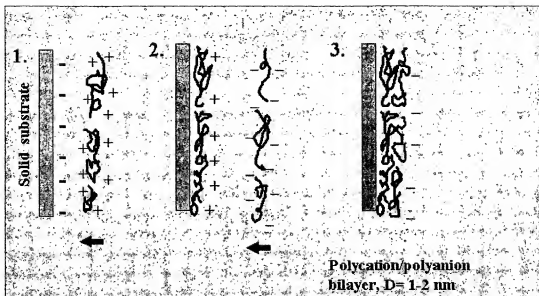 1.
2.
3.
Solid substrate
Polycation/polyanion
bilayer, D= 1-2 nm